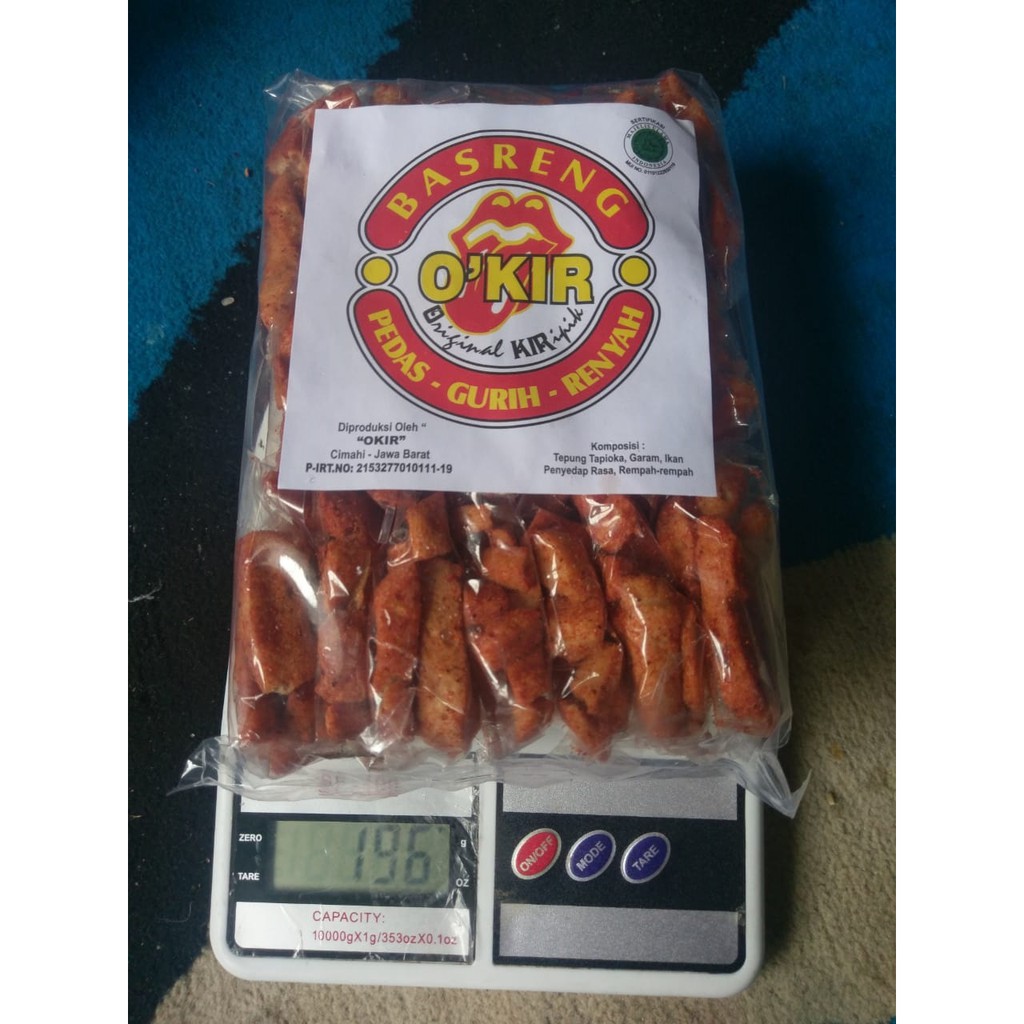 BASRENG
O'KIR
Original KIRipik
PEDAS - GURIH - RENYAH
SERTIFIKASI
INDONESIA
Diproduksi Oleh "
"OKIR"
Cimahi - Jawa Barat
P-IRT.NO: 2153277010111-19
Komposisi :
Tepung Tapioka, Garam, Ikan
Penyedap Rasa, Rempah-rempah
ZERO
TARE
196
g
OZ
ON/OFF
MODE
TARE
CAPACITY:
10000gX1g/353ozX0.1oz